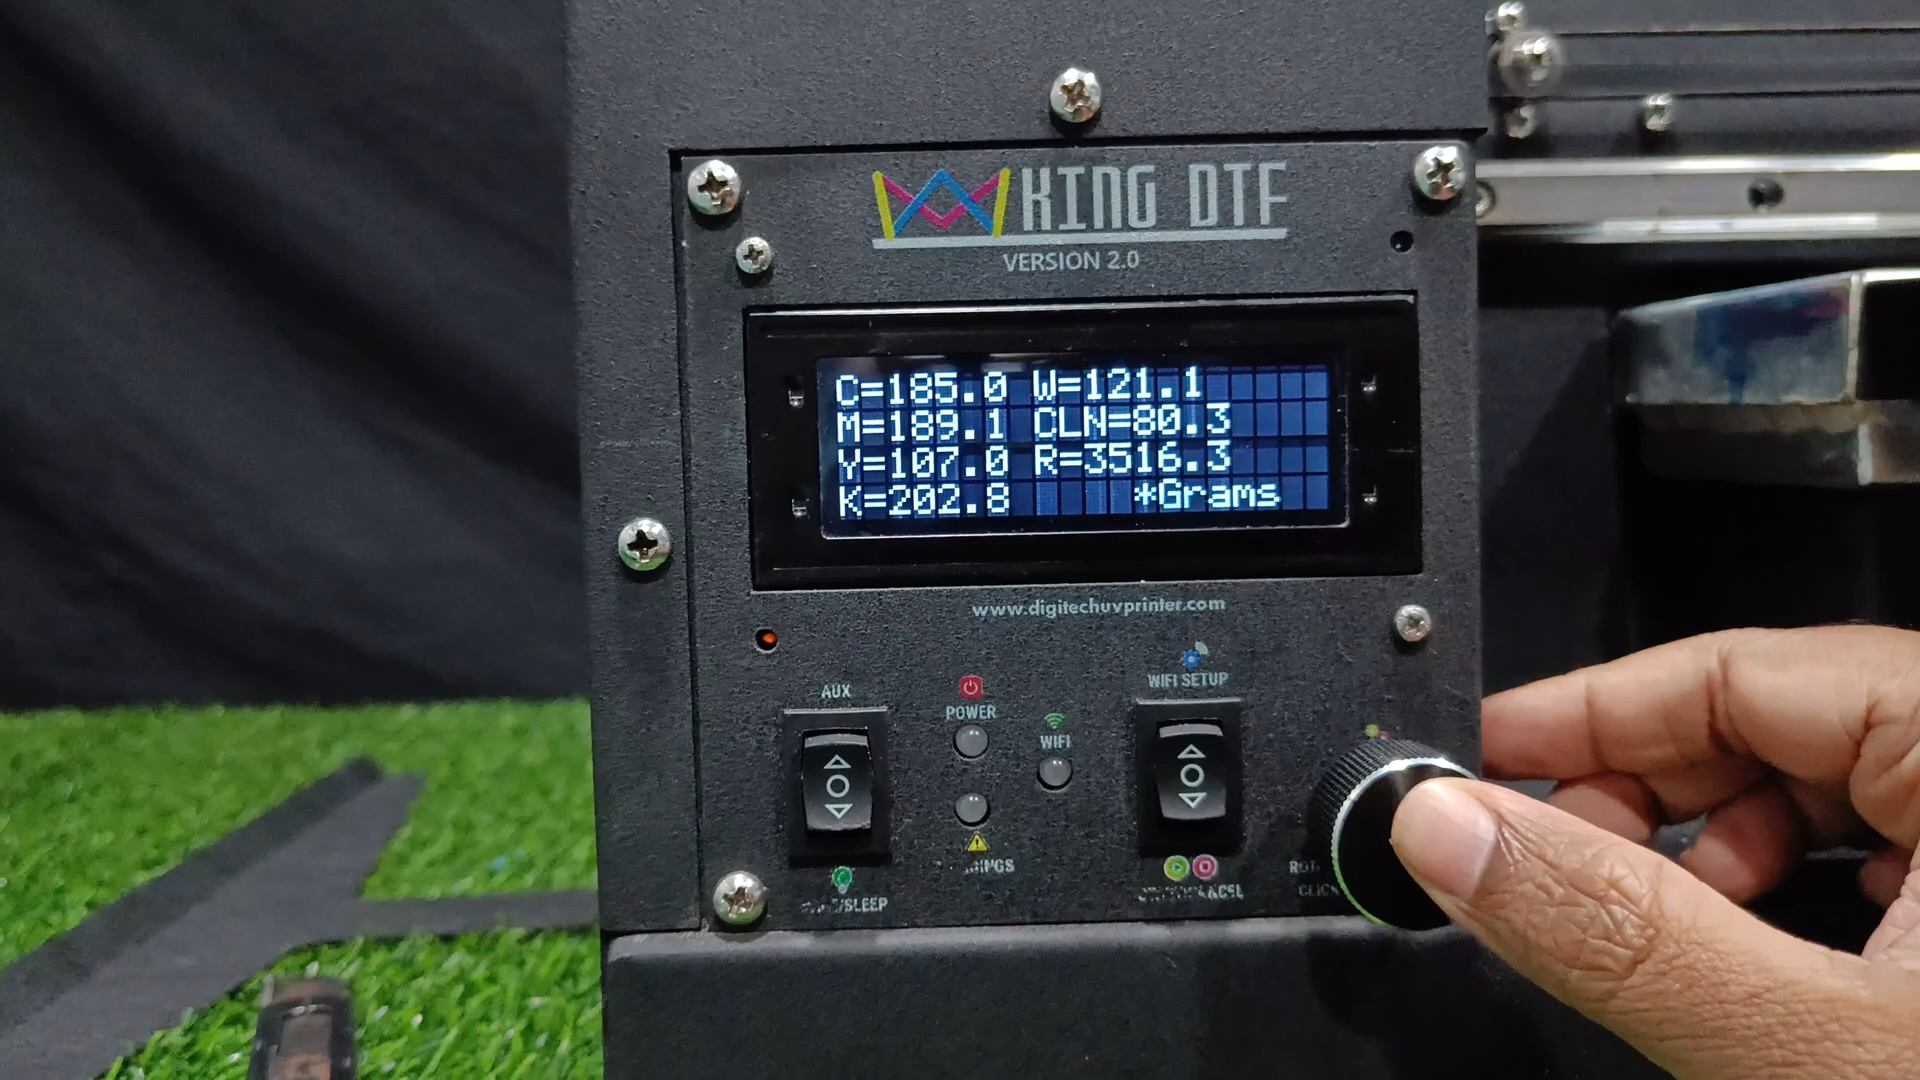 KING DTF
VERSION 2.0
C=185.0 W=121.1
M=189.1 CLN=80.3
Y=107.0 R=3516.3
K=202.8 *Grams
www.digitechuvprinter.com
AUX
POWER
WIFI
WIFI SETUP
/SLEEP